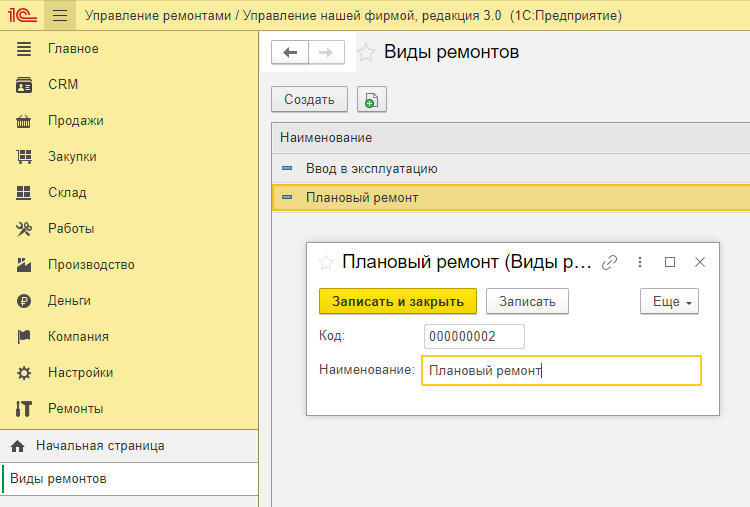 1С Управление ремонтами / Управление нашей фирмой, редакция 3.0 (1С:Предприятие)
Главное
CRM
Продажи
Закупки
Склад
Работы
Производство
Деньги
Компания
Настройки
Ремонты
Начальная страница
Виды ремонтов
Виды ремонтов
Создать
Наименование
Ввод в эксплуатацию
Плановый ремонт
Плановый ремонт (Виды р...
Записать и закрыть Записать Еще
Код: 000000002
Наименование: Плановый ремонт